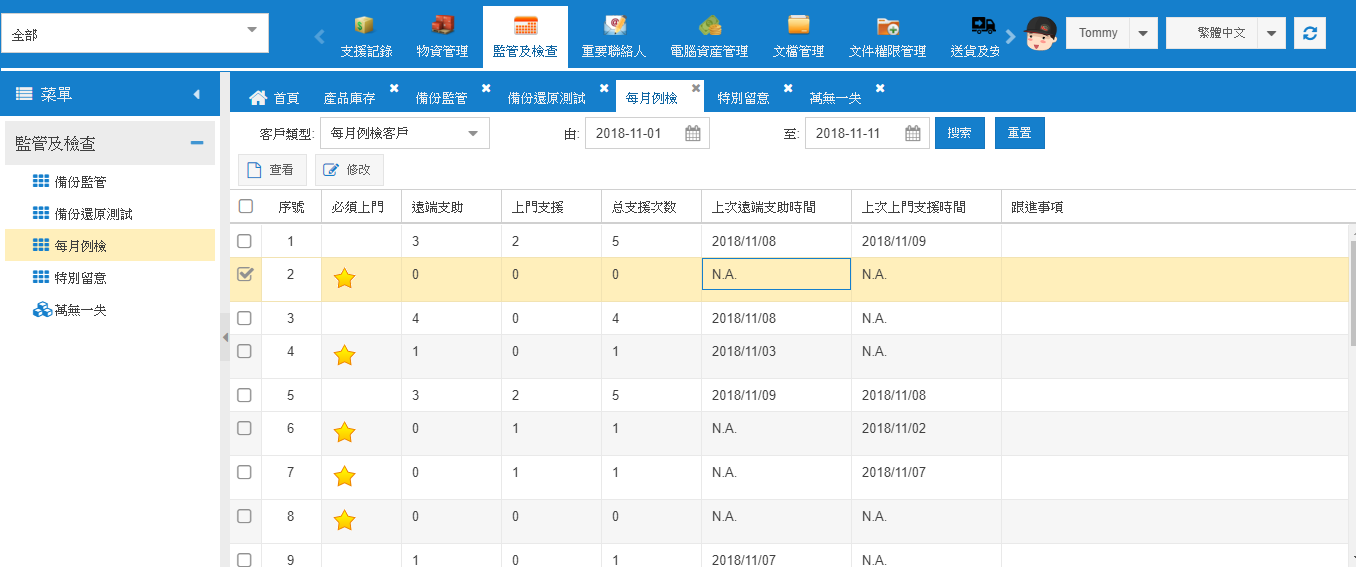 全部
支援記錄 物資管理 監管及檢查 重要聯絡人 電腦資産管理 文檔管理 文件權限管理 送貨及安
Tommy 繁體中文
菜單
首頁 產品庫存 備份監管 備份還原測試 每月例檢 特別留意 萬無一失
監管及檢查
備份監管
備份還原測試
每月例檢
特別留意
萬無一失
客戶類型: 每月例檢客戶 由: 2018-11-01 至: 2018-11-11 搜索 重置
查看 修改
序號 必須上門 遠端支助 上門支援 总支援次数 上次遠端支助時間 上次上門支援時間 跟進事項
1 3 2 5 2018/11/08 2018/11/09
2 0 0 0 N.A. N.A.
3 4 0 4 2018/11/08 N.A.
4 1 0 1 2018/11/03 N.A.
5 3 2 5 2018/11/09 2018/11/08
6 0 1 1 N.A. 2018/11/02
7 0 1 1 N.A. 2018/11/07
8 0 0 0 N.A. N.A.
9 1 0 1 2018/11/07 N.A.